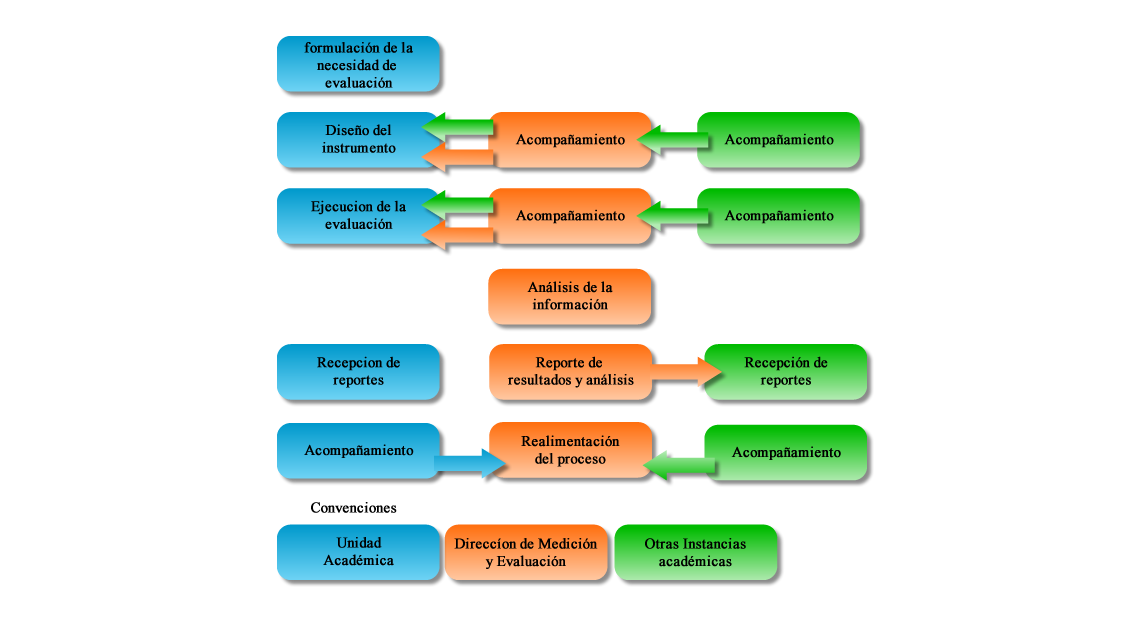 formulación de la
necesidad de
evaluación
Diseño del
instrumento
Acompañamiento
Acompañamiento
Ejecucion de la
evaluación
Acompañamiento
Acompañamiento
Análisis de la
información
Recepcion de
reportes
Reporte de
resultados y análisis
Recepción de
reportes
Acompañamiento
Realimentación
del proceso
Acompañamiento
Convenciones
Unidad
Académica
Direccíon de Medición
y Evaluación
Otras Instancias
académicas